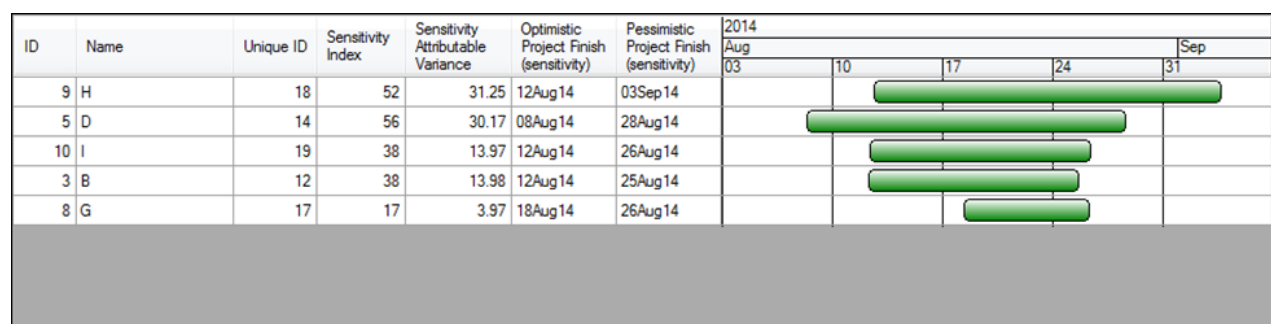 ID Name Unique ID Sensitivity Index Sensitivity Attributable Variance Optimistic Project Finish (sensitivity) Pessimistic Project Finish (sensitivity)
2014
Aug Sep
03 10 17 24 31
9 H 18 52 31.25 12Aug14 03Sep14
5 D 14 56 30.17 08Aug14 28Aug14
10 I 19 38 13.97 12Aug14 26Aug14
3 B 12 38 13.98 12Aug14 25Aug14
8 G 17 17 3.97 18Aug14 26Aug14